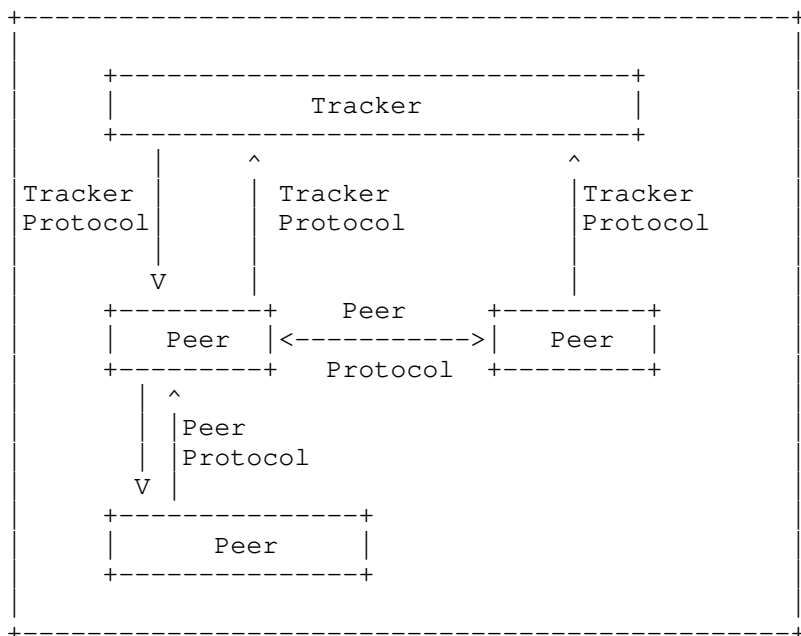 Tracker
Tracker Tracker Tracker
Protocol Protocol Protocol
Peer
Peer Peer
Protocol
Peer
Protocol
Peer